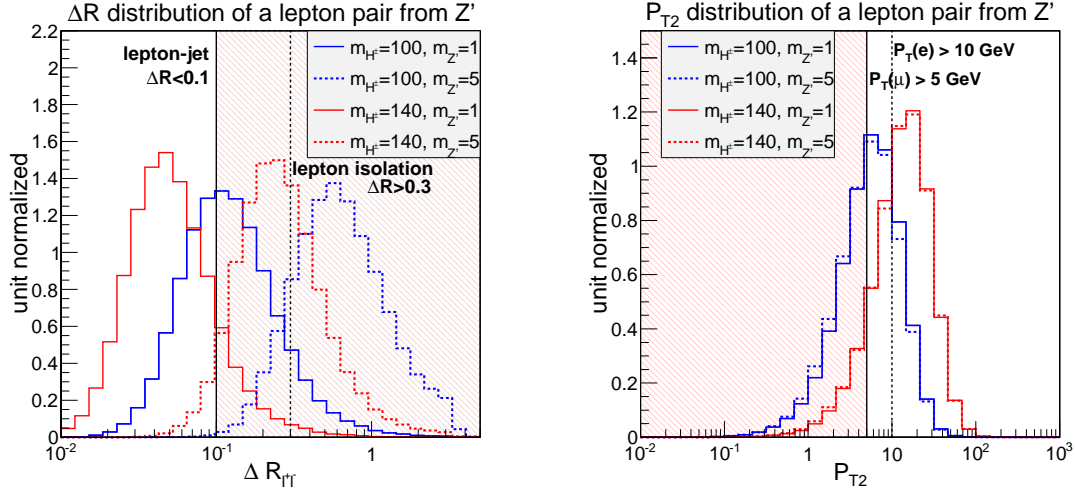 ΔR distribution of a lepton pair from Z'
unit normalized
2.2
2
1.8
1.6
1.4
1.2
1
0.8
0.6
0.4
0.2
0
lepton-jet
ΔR<0.1
m_H±=100, m_Z'=1
m_H±=100, m_Z'=5
m_H±=140, m_Z'=1
m_H±=140, m_Z'=5
lepton isolation
ΔR>0.3
10^-2
10^-1
1
Δ R_l+l-
P_T2 distribution of a lepton pair from Z'
unit normalized
1.4
1.2
1
0.8
0.6
0.4
0.2
0
m_H±=100, m_Z'=1
m_H±=100, m_Z'=5
m_H±=140, m_Z'=1
m_H±=140, m_Z'=5
P_T(e) > 10 GeV
P_T(μ) > 5 GeV
10^-2
10^-1
1
10
10^2
10^3
P_T2